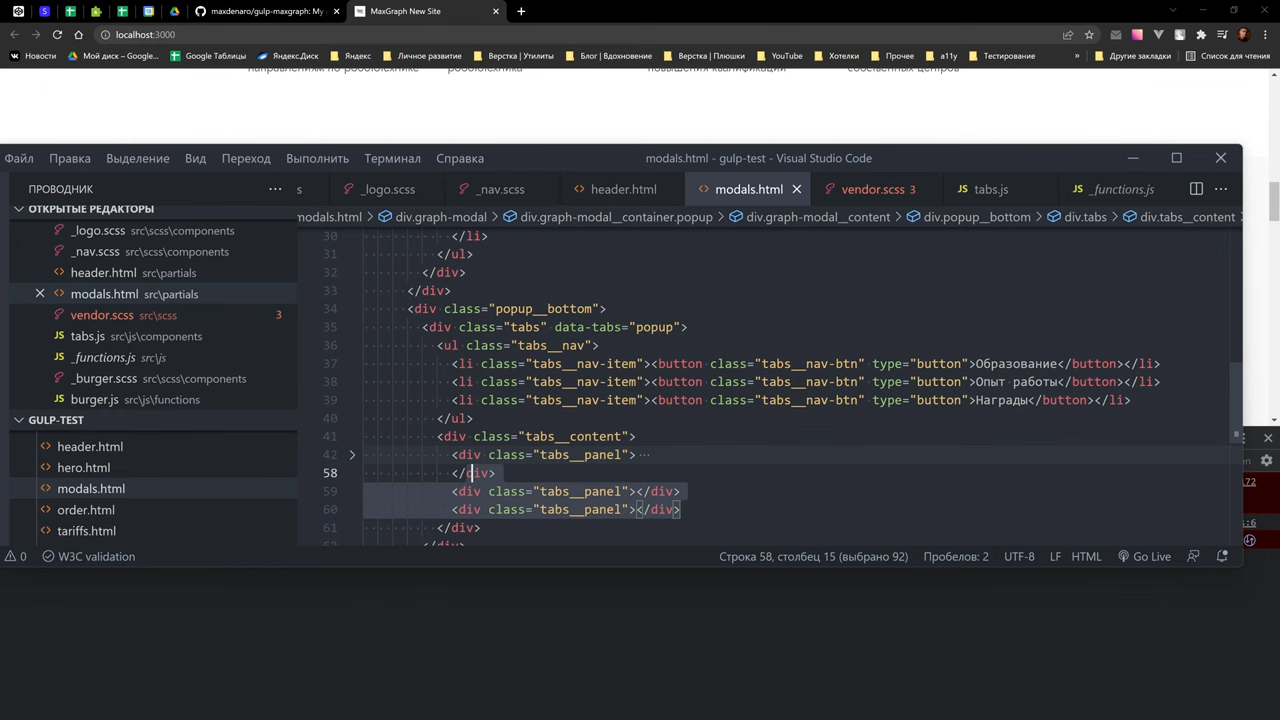 maxdenaro/gulp-maxgraph: My
MaxGraph New Site
localhost:3000
Новости
Мой диск – Google...
Google Таблицы
Яндекс.Диск
Яндекс
Личное развитие
Верстка | Утилиты
Блог | Вдохновение
Верстка | Плюшки
YouTube
Хотелки
Прочее
a11y
Тестирование
»
Другие закладки
Список для чтения
направлениям по робототехнике
робототехника
повышения квалификации
собственных центров
Файл Правка Выделение Вид Переход Выполнить Терминал Справка
modals.html - gulp-test - Visual Studio Code
ПРОВОДНИК
s
_logo.scss
_nav.scss
header.html
modals.html
vendor.scss 3
tabs.js
_functions.js
ОТКРЫТЫЕ РЕДАКТОРЫ
modals.html > div.graph-modal > div.graph-modal__container.popup > div.graph-modal__content > div.popup__bottom > div.tabs > div.tabs__content
_logo.scss src\scss\components
_nav.scss src\scss\components
header.html src\partials
modals.html src\partials
vendor.scss src\scss 3
tabs.js src\js\components
_functions.js src\js
_burger.scss src\scss\components
burger.js src\js\functions
GULP-TEST
header.html
hero.html
modals.html
order.html
tariffs.html
30 </li>
31 </ul>
32 </div>
33 </div>
34 <div class="popup__bottom">
35 <div class="tabs" data-tabs="popup">
36 <ul class="tabs__nav">
37 <li class="tabs__nav-item"><button class="tabs__nav-btn" type="button">Образование</button></li>
38 <li class="tabs__nav-item"><button class="tabs__nav-btn" type="button">Опыт работы</button></li>
39 <li class="tabs__nav-item"><button class="tabs__nav-btn" type="button">Награды</button></li>
40 </ul>
41 <div class="tabs__content">
42 <div class="tabs__panel"> ···
58 </div>
59 <div class="tabs__panel"></div>
60 <div class="tabs__panel"></div>
61 </div>
</div>
172
s:6
0
W3C validation
Строка 58, столбец 15 (выбрано 92)
Пробелов: 2
UTF-8
LF
HTML
Go Live